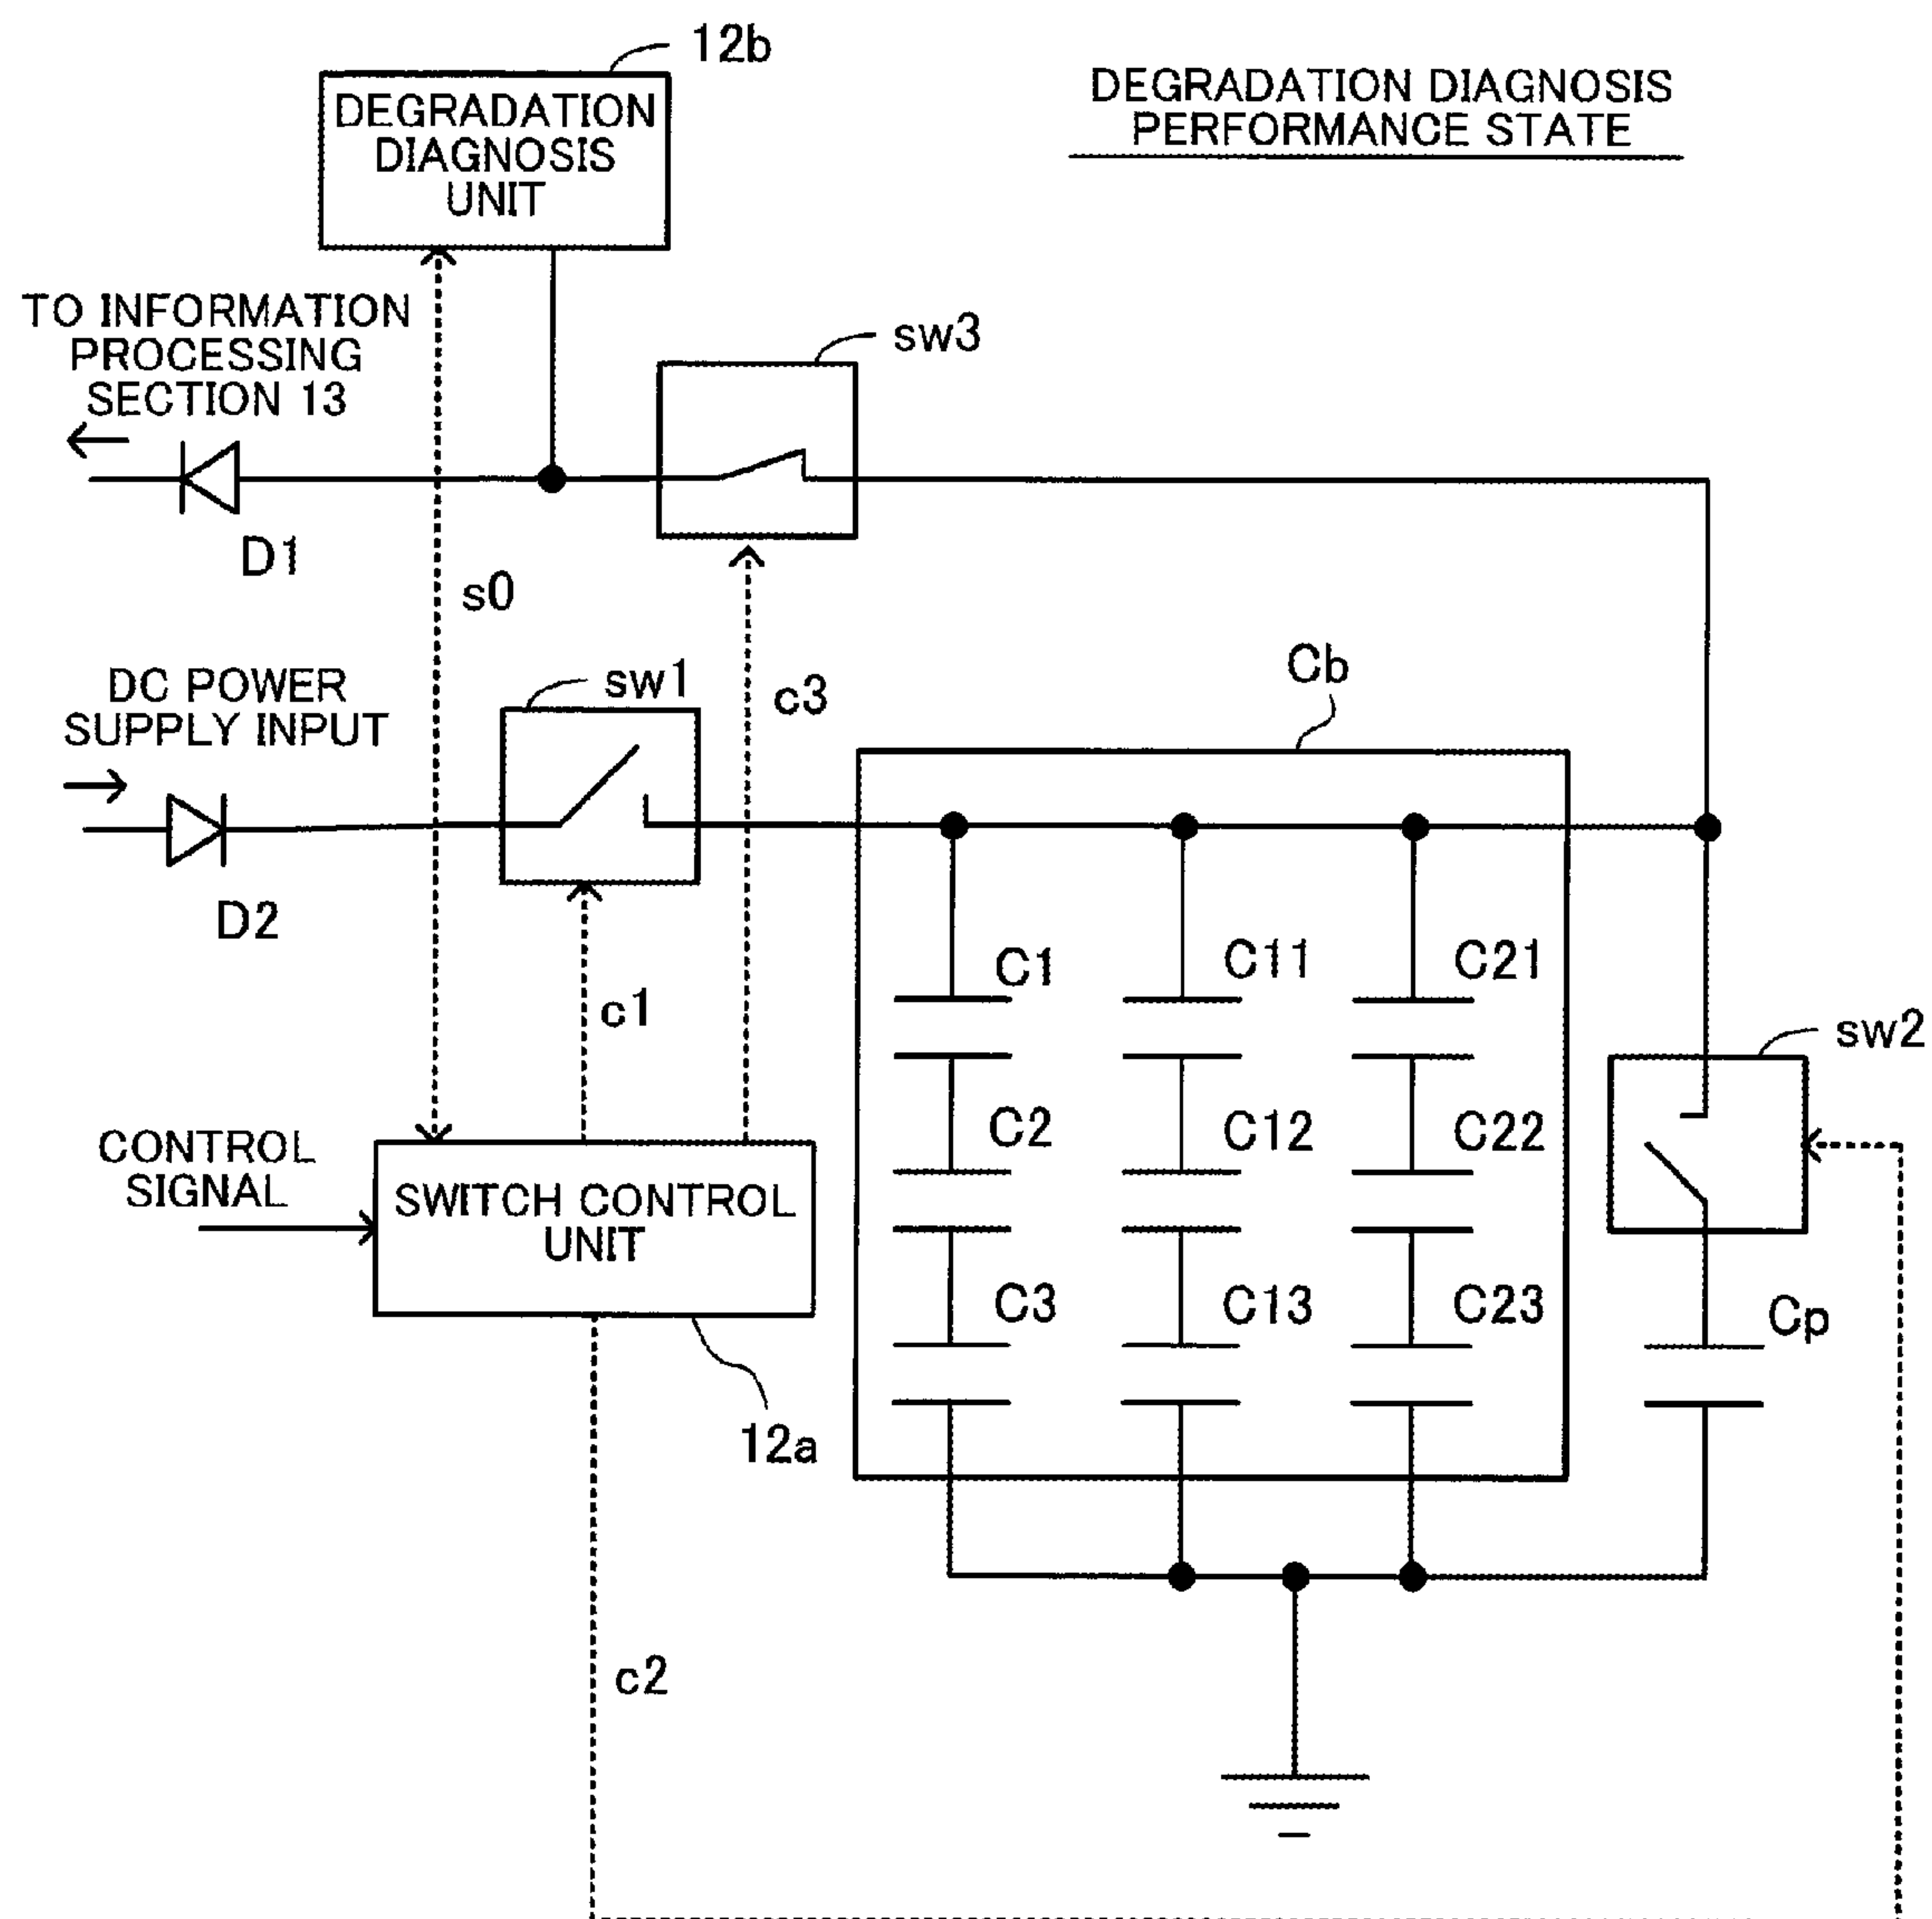 12b
DEGRADATION DIAGNOSIS
PERFORMANCE STATE
DEGRADATION
DIAGNOSIS
UNIT
TO INFORMATION
PROCESSING
SECTION 13
sw3
D1
s0
DC POWER
SUPPLY INPUT
sw1
c3
Cb
D2
C1
C11
C21
c1
sw2
CONTROL
SIGNAL
SWITCH CONTROL
UNIT
C2
C12
C22
C3
C13
C23
Cp
12a
c2